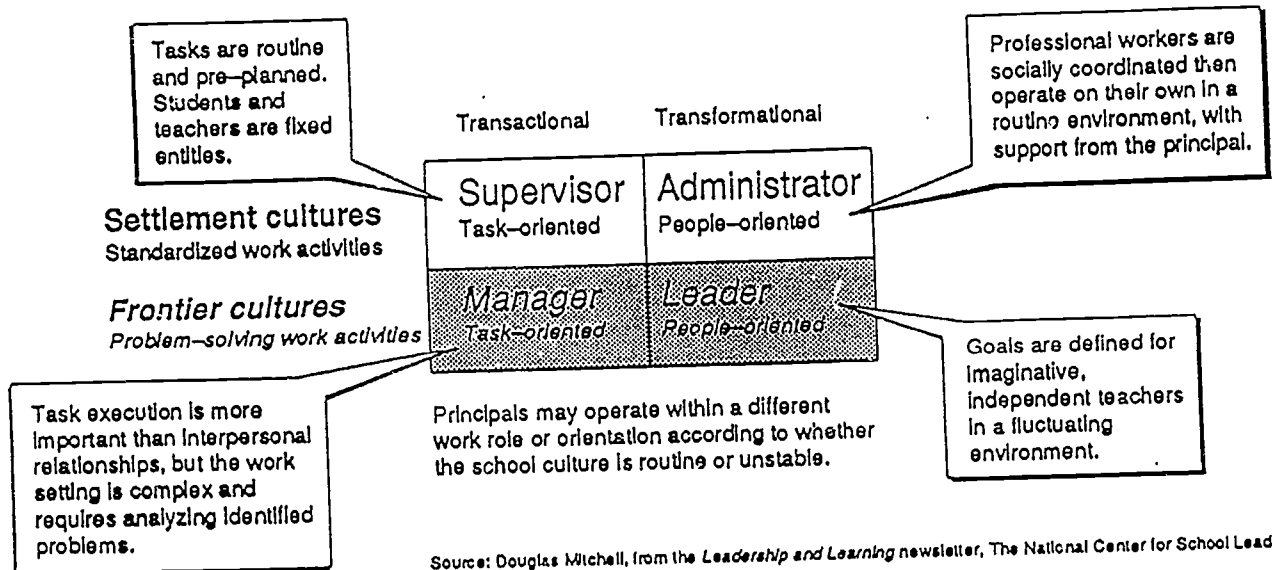 Tasks are routine
and pre-planned.
Students and
teachers are fixed
entities.
Professional workers are
socially coordinated then
operate on their own in a
routine environment, with
support from the principal.
Transactional
Transformational
Supervisor
Task-oriented
Administrator
People-oriented
Settlement cultures
Standardized work activities
Frontier cultures
Problem-solving work activities
Manager
Task-oriented
Leader
People-oriented
Task execution is more
important than interpersonal
relationships, but the work
setting is complex and
requires analyzing identified
problems.
Principals may operate within a different
work role or orientation according to whether
the school culture is routine or unstable.
Goals are defined for
imaginative,
independent teachers
in a fluctuating
environment.
Source: Douglas Mitchell, from the Leadership and Learning newsletter, The National Center for School Lead